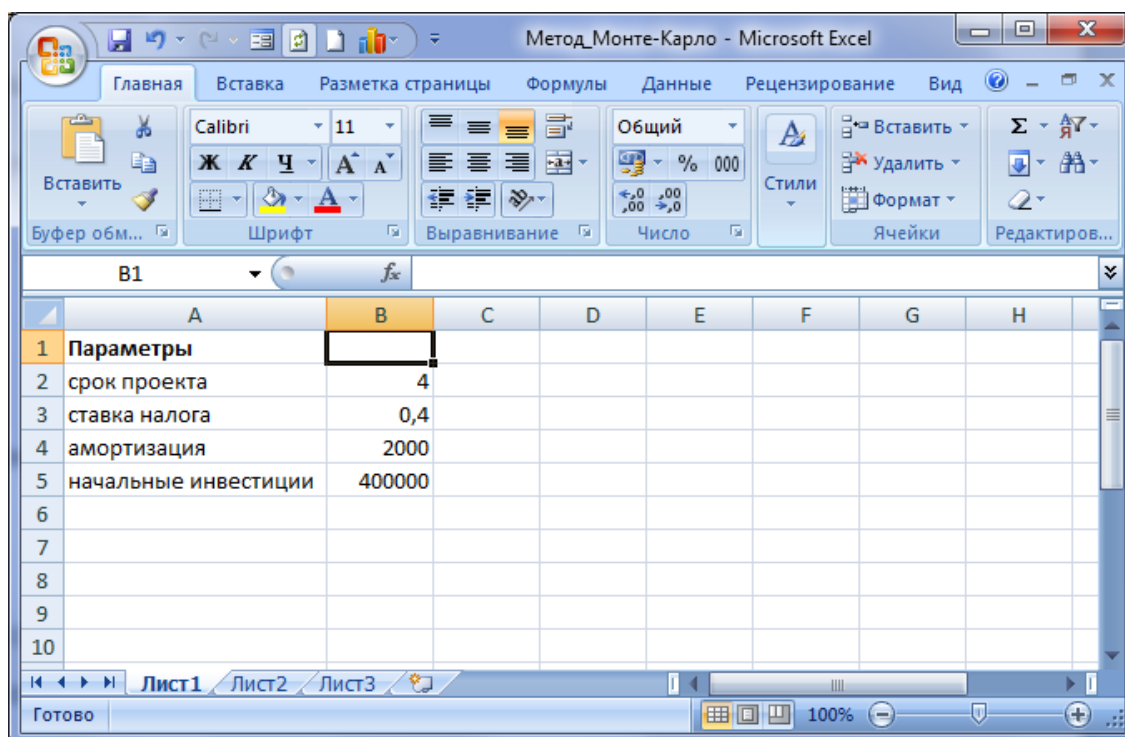 Метод_Монте-Карло - Microsoft Excel
Главная Вставка Разметка страницы Формулы Данные Рецензирование Вид
Calibri 11 Общий Вставить
Ж К Ч A A % 000 Удалить
Вставить Стили Формат
Буфер обм... Шрифт Выравнивание Число Ячейки Редактиров...
B1 fx
A B C D E F G H
1 Параметры
2 срок проекта 4
3 ставка налога 0,4
4 амортизация 2000
5 начальные инвестиции 400000
6
7
8
9
10
Лист1 Лист2 Лист3
Готово 100%